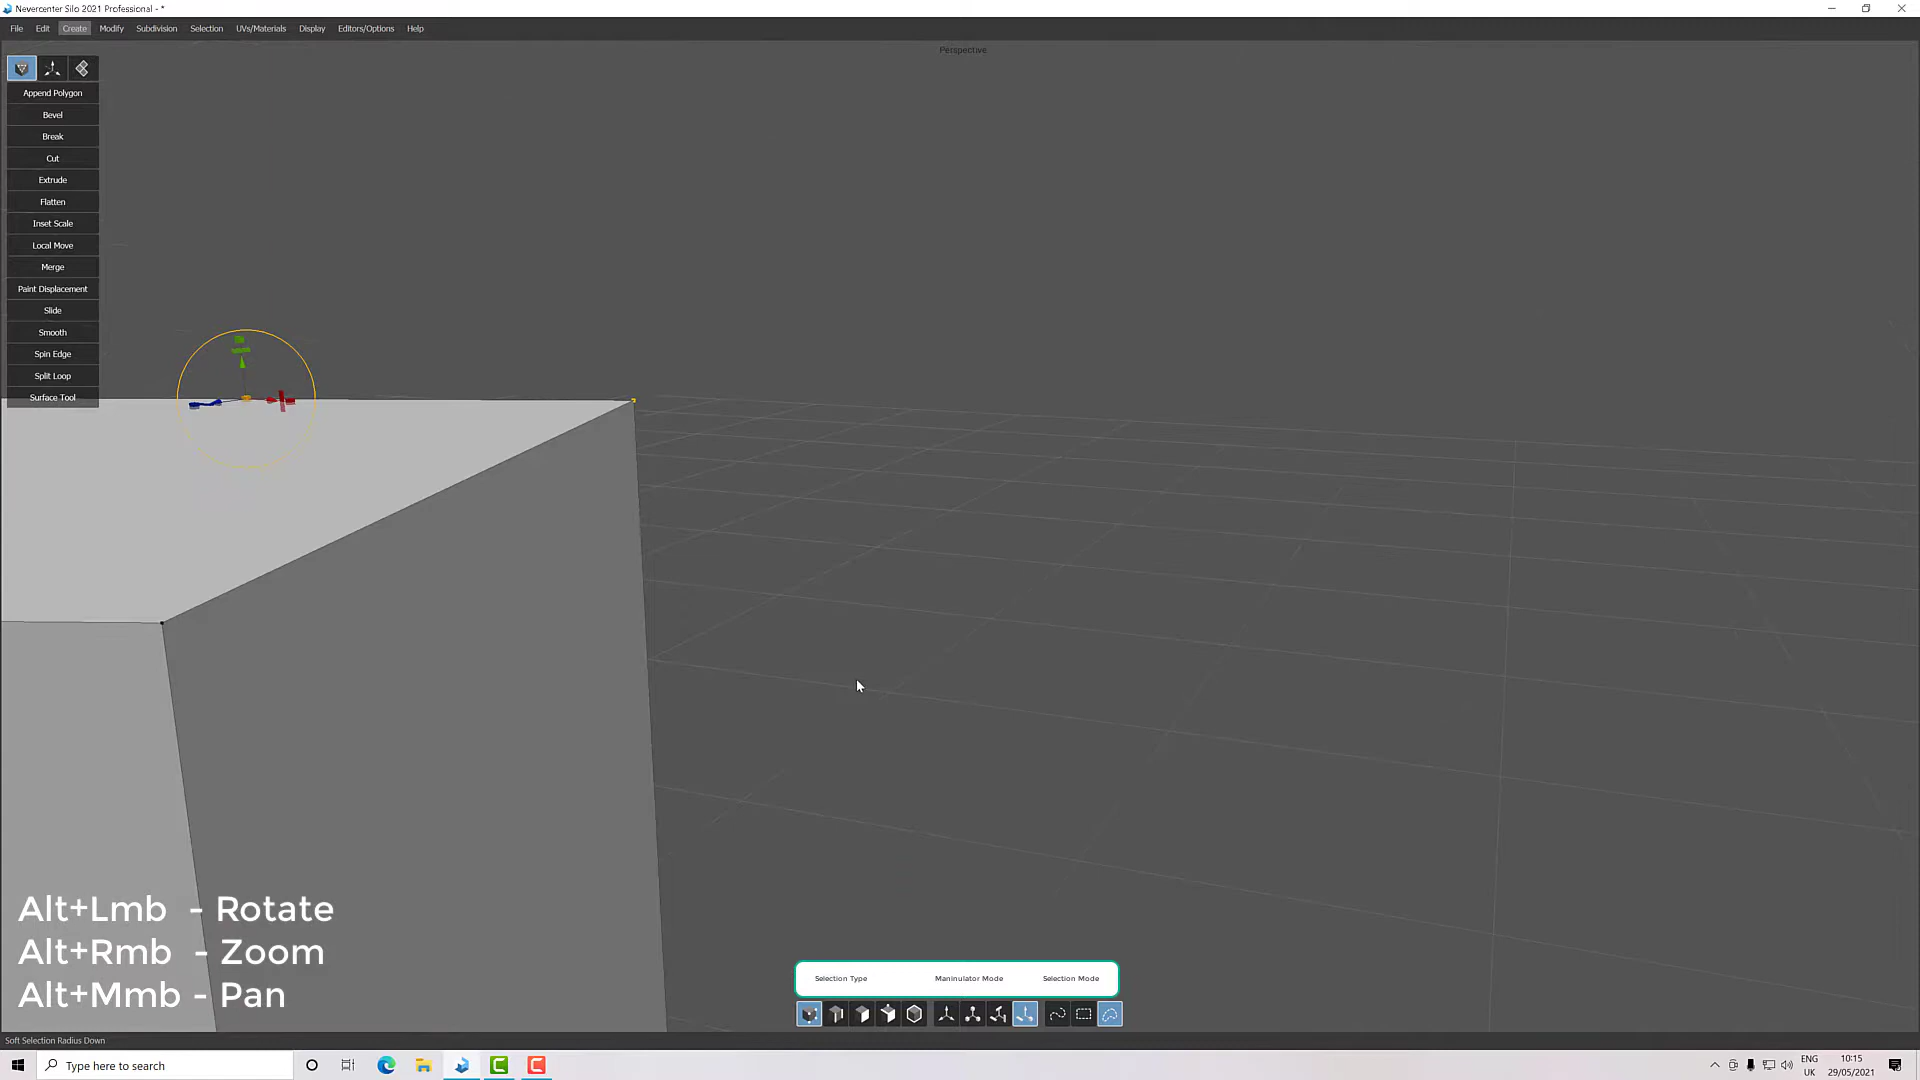 Nevercenter Silo 2021 Professional - *
File Edit Create Modify Subdivision Selection UVs/Materials Display Editors/Options Help
Perspective
Append Polygon
Bevel
Break
Cut
Extrude
Flatten
Inset Scale
Local Move
Merge
Paint Displacement
Slide
Smooth
Spin Edge
Split Loop
Surface Tool
Alt+Lmb - Rotate
Alt+Rmb - Zoom
Alt+Mmb - Pan
Selection Type Maninulator Mode Selection Mode
Soft Selection Radius Down
Type here to search
ENG
UK
10:15
29/05/2021